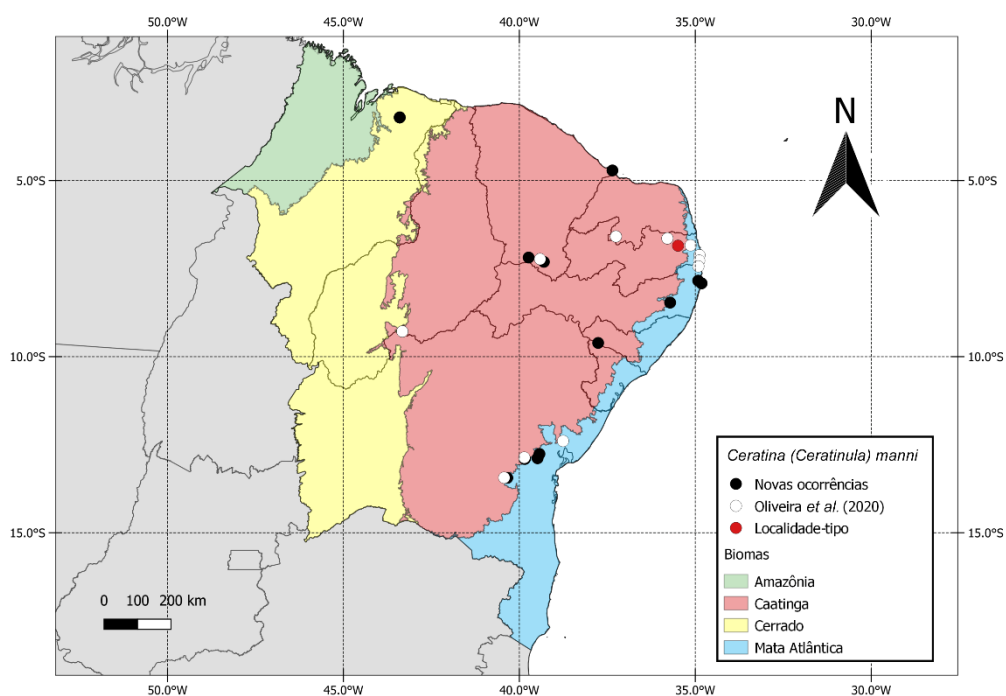 50.0°W 45.0°W 40.0°W 35.0°W 30.0°W
N
5.0°S 5.0°S
10.0°S 10.0°S
Ceratina (Ceratinula) manni
Novas ocorrências
Oliveira et al. (2020)
Localidade-tipo
15.0°S 15.0°S
Biomas
Amazônia
Caatinga
Cerrado
Mata Atlântica
0 100 200 km
50.0°W 45.0°W 40.0°W 35.0°W 30.0°W